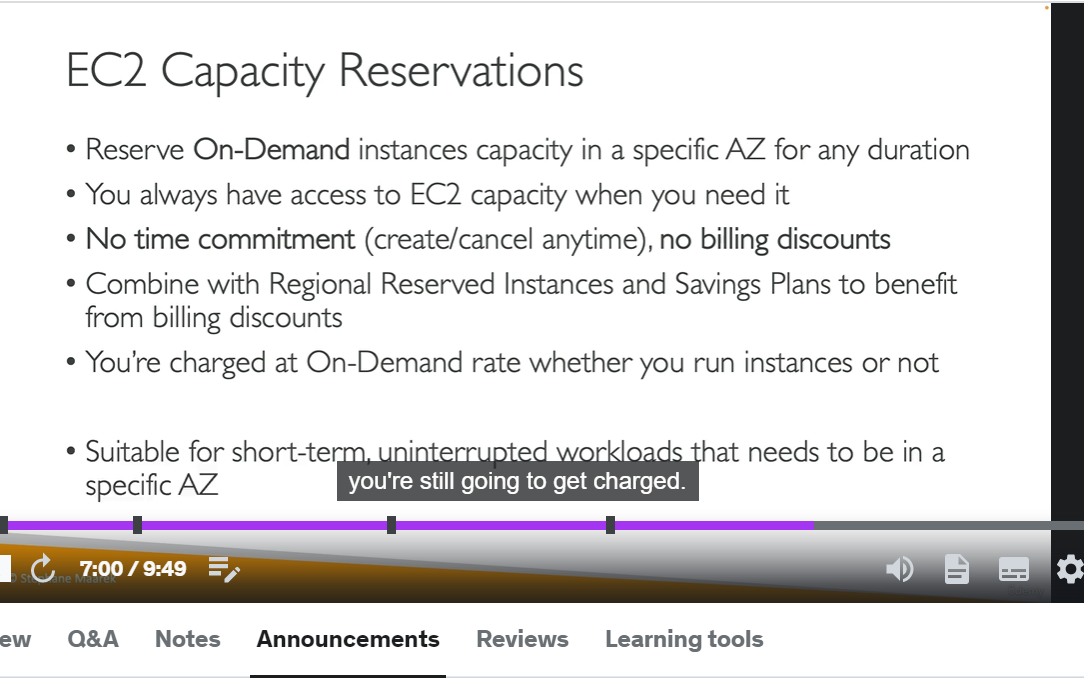 EC2 Capacity Reservations
• Reserve On-Demand instances capacity in a specific AZ for any duration
• You always have access to EC2 capacity when you need it
• No time commitment (create/cancel anytime), no billing discounts
• Combine with Regional Reserved Instances and Savings Plans to benefit
from billing discounts
• You're charged at On-Demand rate whether you run instances or not
• Suitable for short-term, uninterrupted workloads that needs to be in a
specific AZ
you're still going to get charged.
7:00 / 9:49
© Stephane Maarek
ew Q&A Notes Announcements Reviews Learning tools